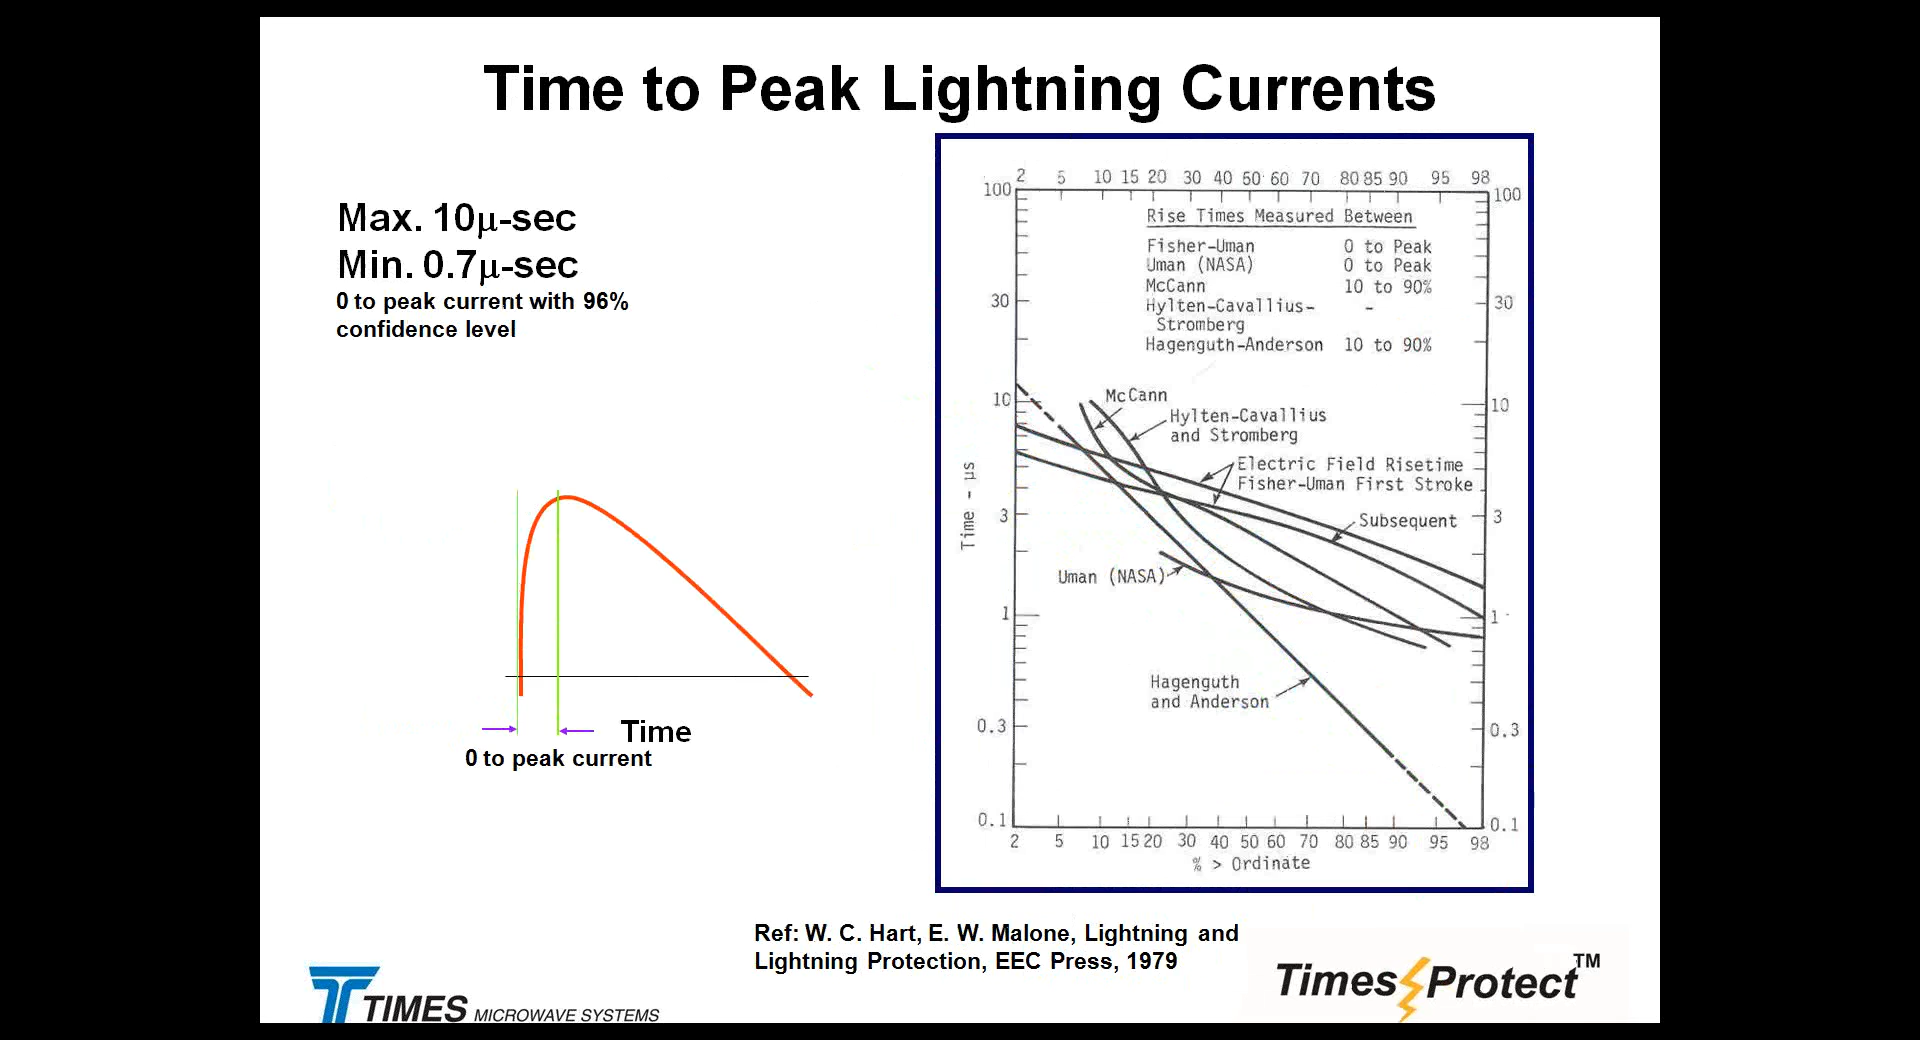 Time to Peak Lightning Currents
Max. 10μ-sec
Min. 0.7μ-sec
0 to peak current with 96%
confidence level
Time
0 to peak current
2 5 10 15 20 30 40 50 60 70 80 85 90 95 98
100 100
Rise Times Measured Between
Fisher-Uman 0 to Peak
Uman (NASA) 0 to Peak
McCann 10 to 90%
Hylten-Cavallius- -
Stromberg
Hagenguth-Anderson 10 to 90%
30 30
McCann
10 10
Hylten-Cavallius
and Stromberg
Electric Field Risetime
Fisher-Uman First Stroke
Time - μs
3 3
Subsequent
Uman (NASA)
1 1
Hagenguth
and Anderson
0.3 0.3
0.1 0.1
2 5 10 15 20 30 40 50 60 70 80 85 90 95 98
% > Ordinate
Ref: W. C. Hart, E. W. Malone, Lightning and
Lightning Protection, EEC Press, 1979
TIMES MICROWAVE SYSTEMS
Times Protect™